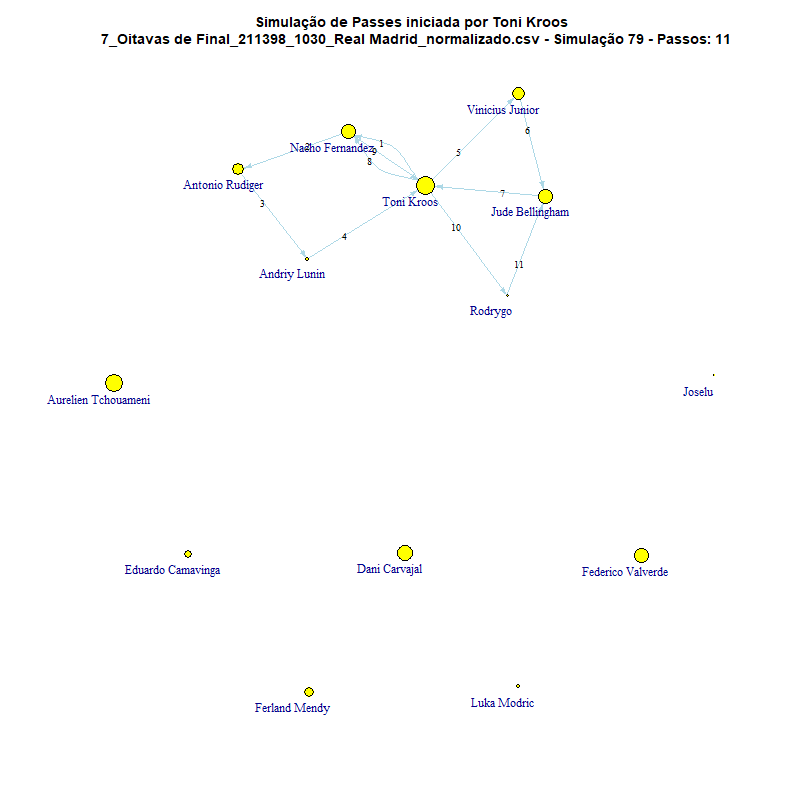 Simulação de Passes iniciada por Toni Kroos
7_Oitavas de Final_211398_1030_Real Madrid_normalizado.csv - Simulação 79 - Passos: 11
Vinicius Junior
6
Nacho Fernandez
1
9
8
5
Antonio Rudiger
Toni Kroos
7
Jude Bellingham
3
4
10
11
Andriy Lunin
Rodrygo
Aurelien Tchouameni
Joselu
Eduardo Camavinga
Dani Carvajal
Federico Valverde
Ferland Mendy
Luka Modric